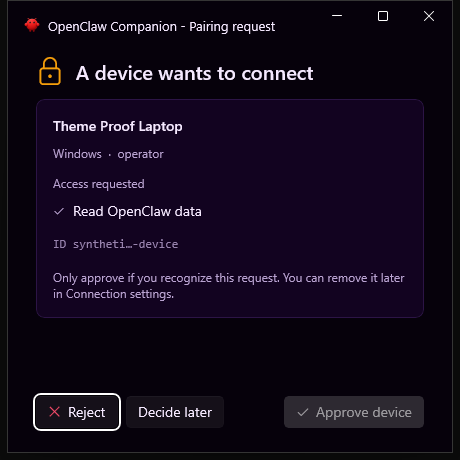 OpenClaw Companion - Pairing request
A device wants to connect
Theme Proof Laptop
Windows · operator
Access requested
Read OpenClaw data
ID syntheti…-device
Only approve if you recognize this request. You can remove it later
in Connection settings.
Reject
Decide later
Approve device